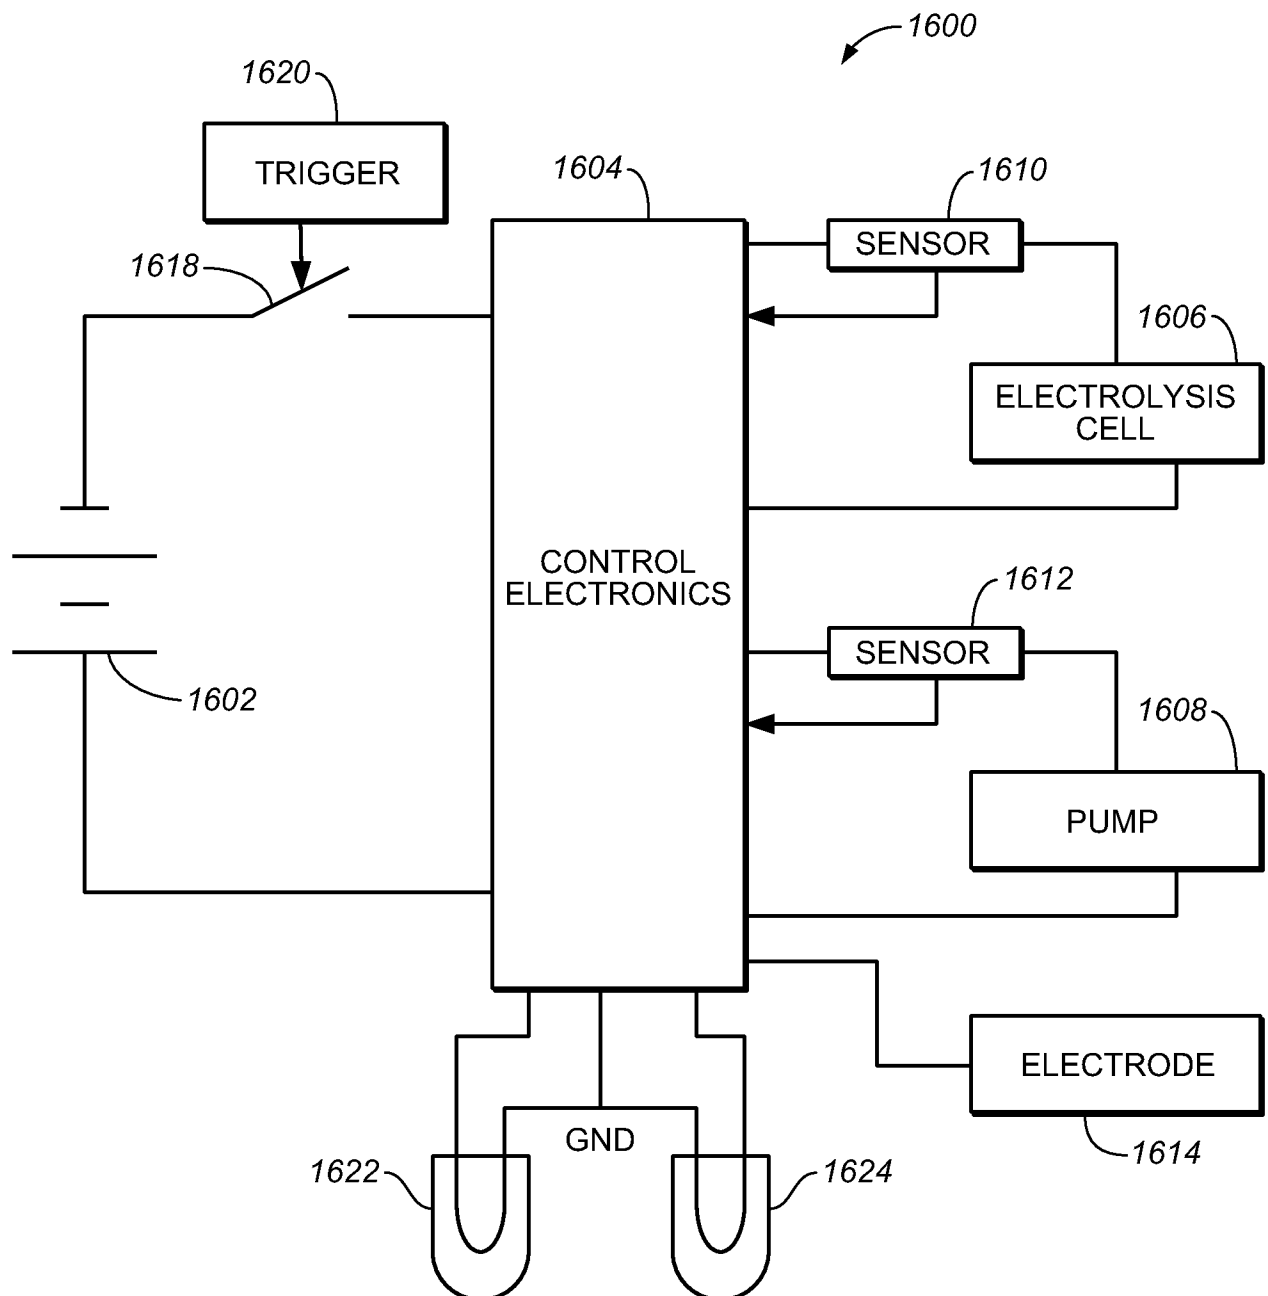 1600
1620
TRIGGER
1604
1610
SENSOR
1618
1606
ELECTROLYSIS
CELL
CONTROL
ELECTRONICS
1612
SENSOR
1602
1608
PUMP
ELECTRODE
GND
1614
1622
1624